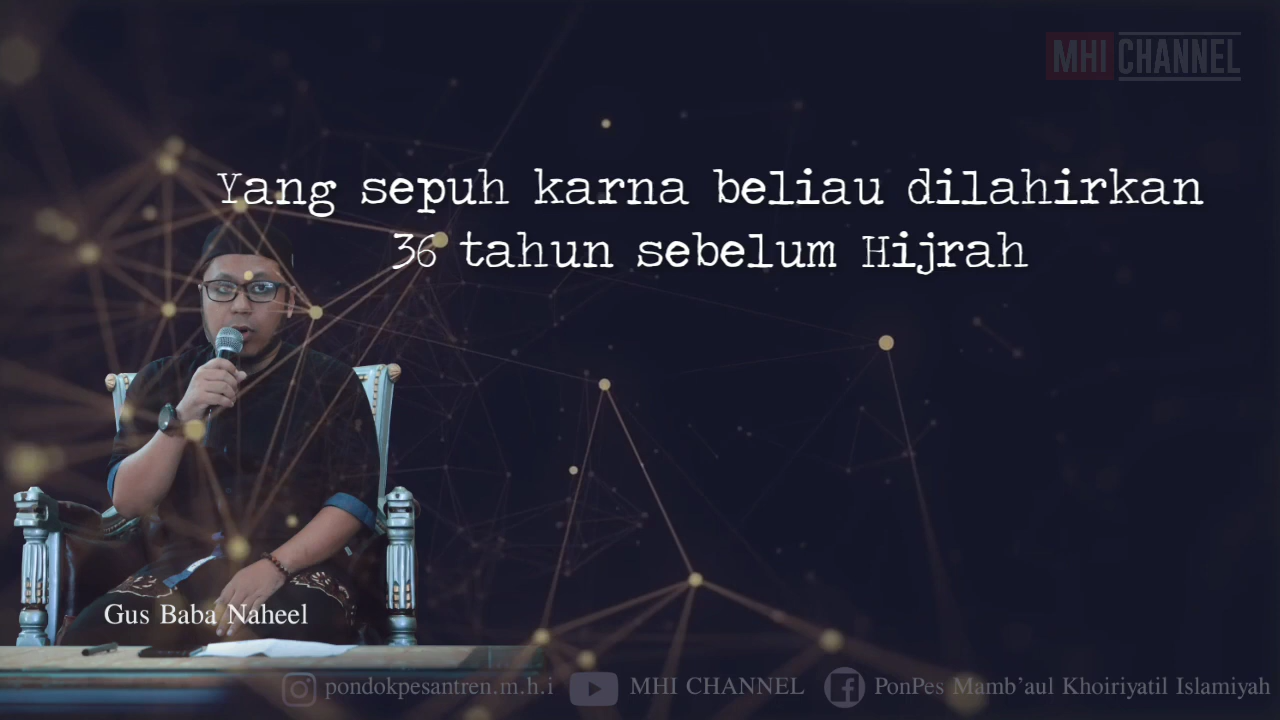 MHI CHANNEL
Yang sepuh karna beliau dilahirkan
36 tahun sebelum Hijrah
Gus Baba Naheel
pondokpesantren.m.h.i MHI CHANNEL PonPes Mamb'aul Khoiriyatil Islamiyah